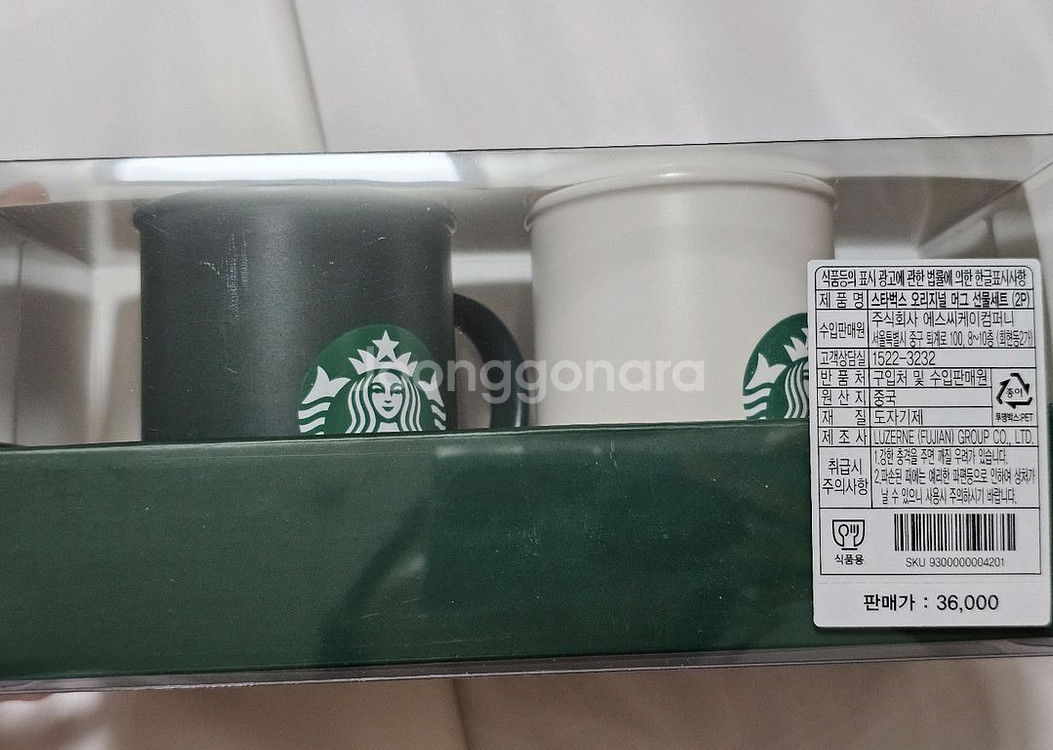 Joonggonara
식품등의 표시 광고에 관한 법률에 의한 한글표시사항
제 품 명 스타벅스 오리지널 머그 선물세트 (2P)
수입판매원 주식회사 에스씨케이컴퍼니
서울특별시 중구 퇴계로 100, 8~10층 (회현동2가)
고객상담실 1522-3232
반 품 처 구입처 및 수입판매원
원 산 지 중국
종이
투명박스:PET
재 질 도자기제
제 조 사 LUZERNE (FUJIAN) GROUP CO., LTD.
취급시 주의사항
1.강한 충격을 주면 깨질 우려가 있습니다.
2.파손된 때에는 예리한 파편등으로 인하여 상처가
날 수 있으니 사용시 주의하시기 바랍니다.
식품용
SKU 9300000004201
판매가 : 36,000